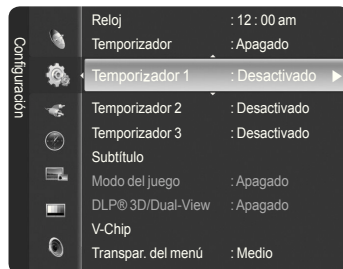 Configuración
Reloj : 12 : 00 am
Temporizador : Apagado
Temporizador 1 : Desactivado
Temporizador 2 : Desactivado
Temporizador 3 : Desactivado
Subtítulo
Modo del juego : Apagado
DLP® 3D/Dual-View : Apagado
V-Chip
Transpar. del menú : Medio